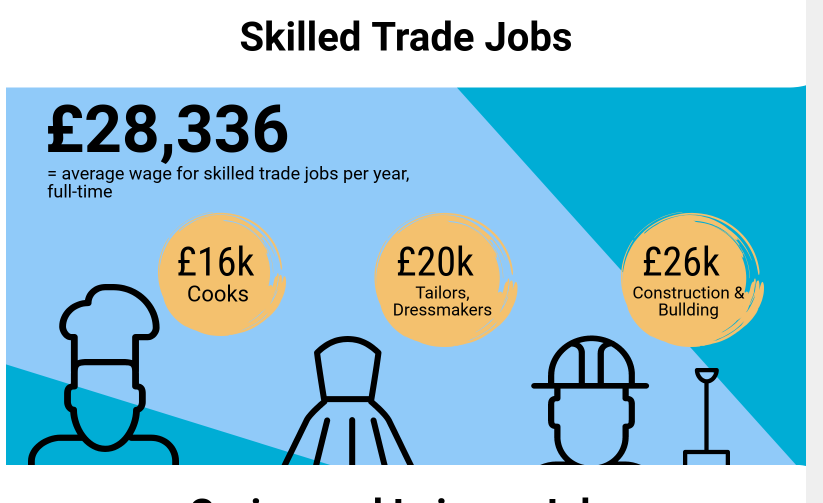 Skilled Trade Jobs
£28,336
= average wage for skilled trade jobs per year,
full-time
£16k
Cooks
£20k
Tailors,
Dressmakers
£26k
Construction &
Bullding